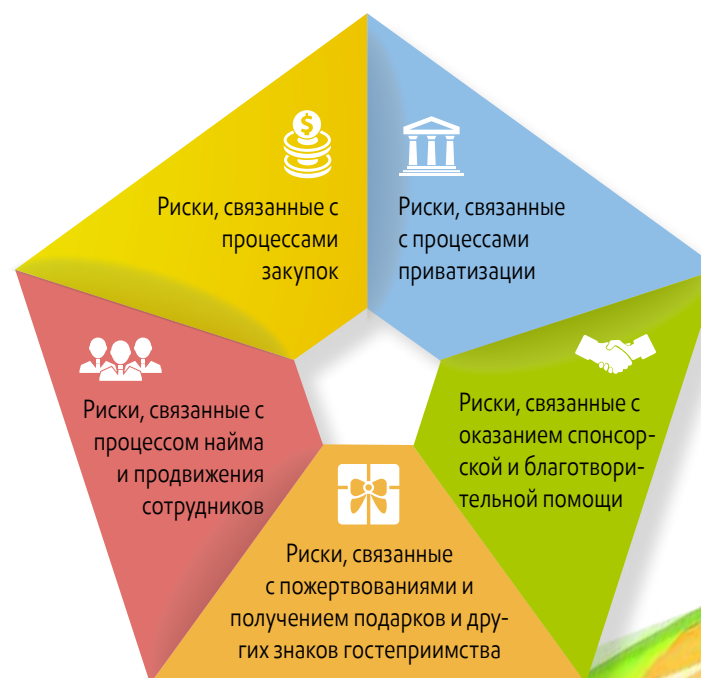 $
Риски, связанные с
процессами
закупок
Риски, связанные
с процессами
приватизации
Риски, связанные с
процессом найма
и продвижения
сотрудников
Риски, связанные с
оказанием спонсор-
ской и благотвори-
тельной помощи
Риски, связанные
с пожертвованиями и
получением подарков и дру-
гих знаков гостеприимства